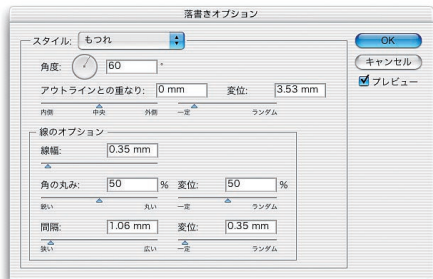 落書きオプション
スタイル: もつれ
OK
キャンセル
プレビュー
角度: 60 °
アウトラインとの重なり: 0 mm 変位: 3.53 mm
内側 中央 外側 一定 ランダム
線のオプション
線幅: 0.35 mm
角の丸み: 50 % 変位: 50 %
鋭い 丸い 一定 ランダム
間隔: 1.06 mm 変位: 0.35 mm
狭い 広い 一定 ランダム